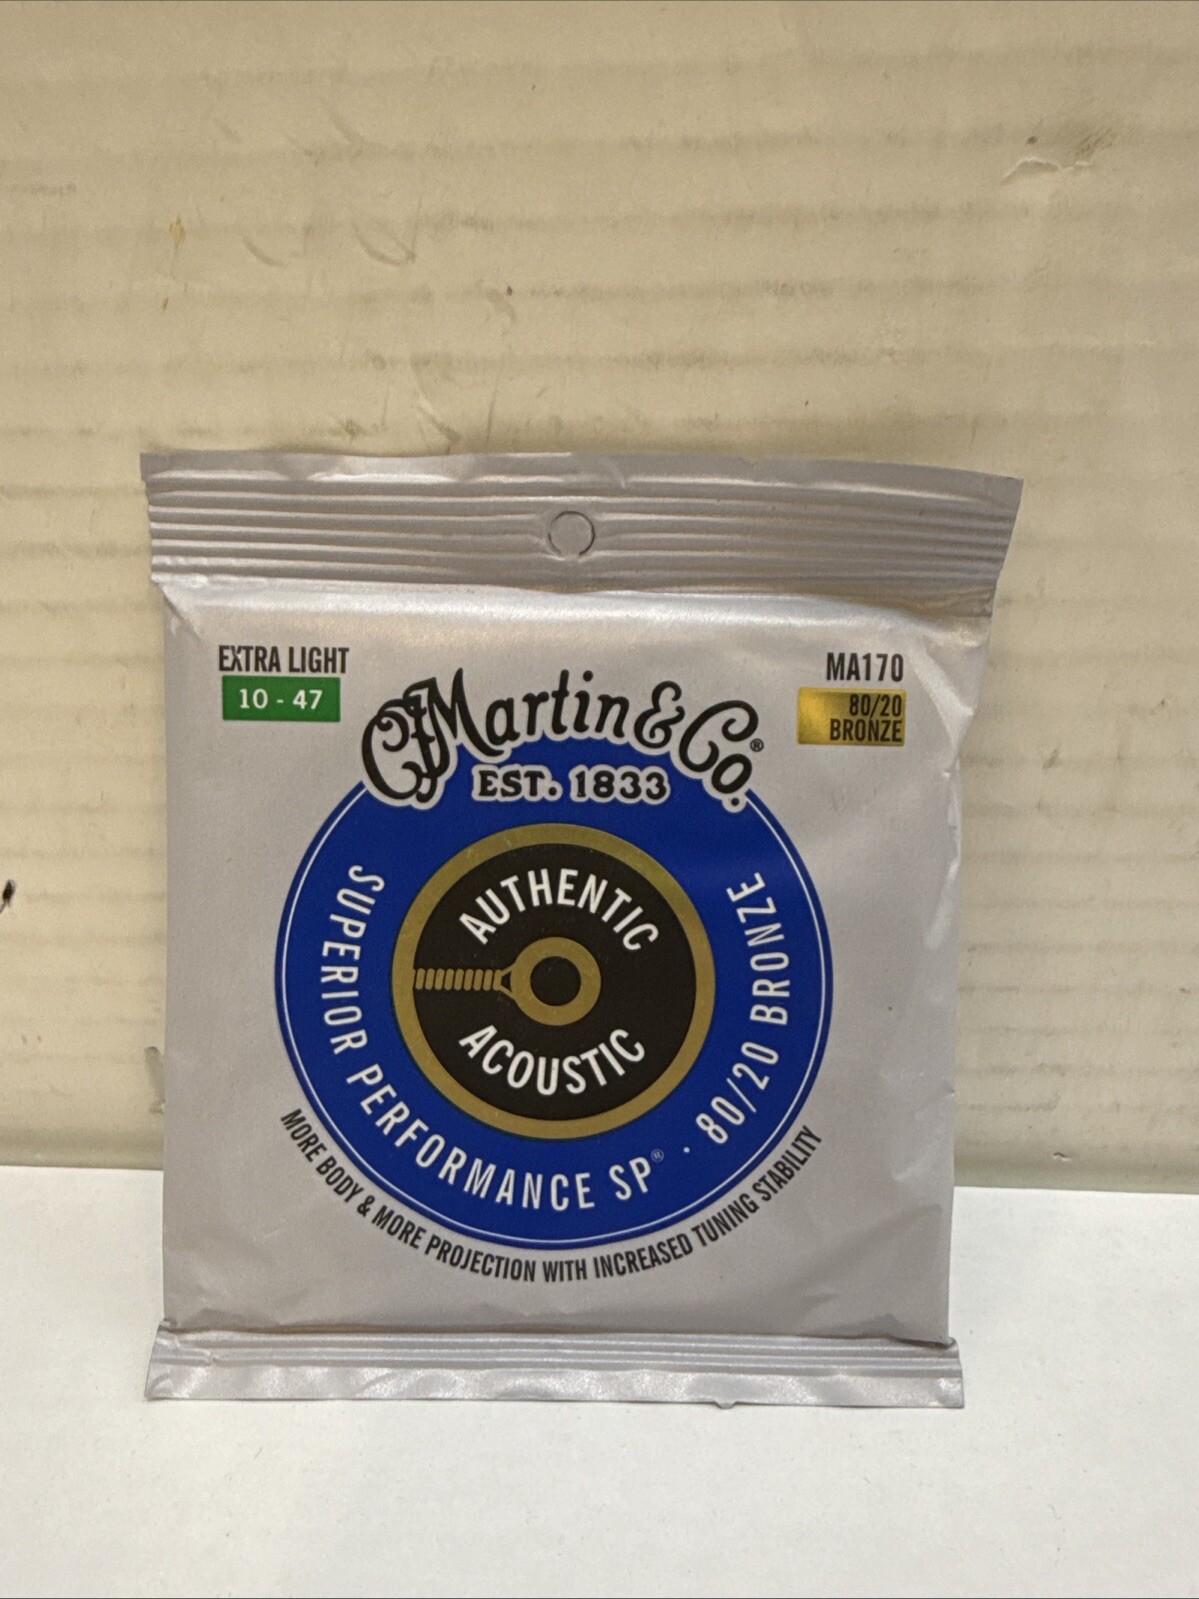 EXTRA LIGHT
10 - 47
MA170
80/20
BRONZE
CFMartin & Co®
EST. 1833
AUTHENTIC
ACOUSTIC
SUPERIOR PERFORMANCE SP® · 80/20 BRONZE
MORE BODY & MORE PROJECTION WITH INCREASED TUNING STABILITY